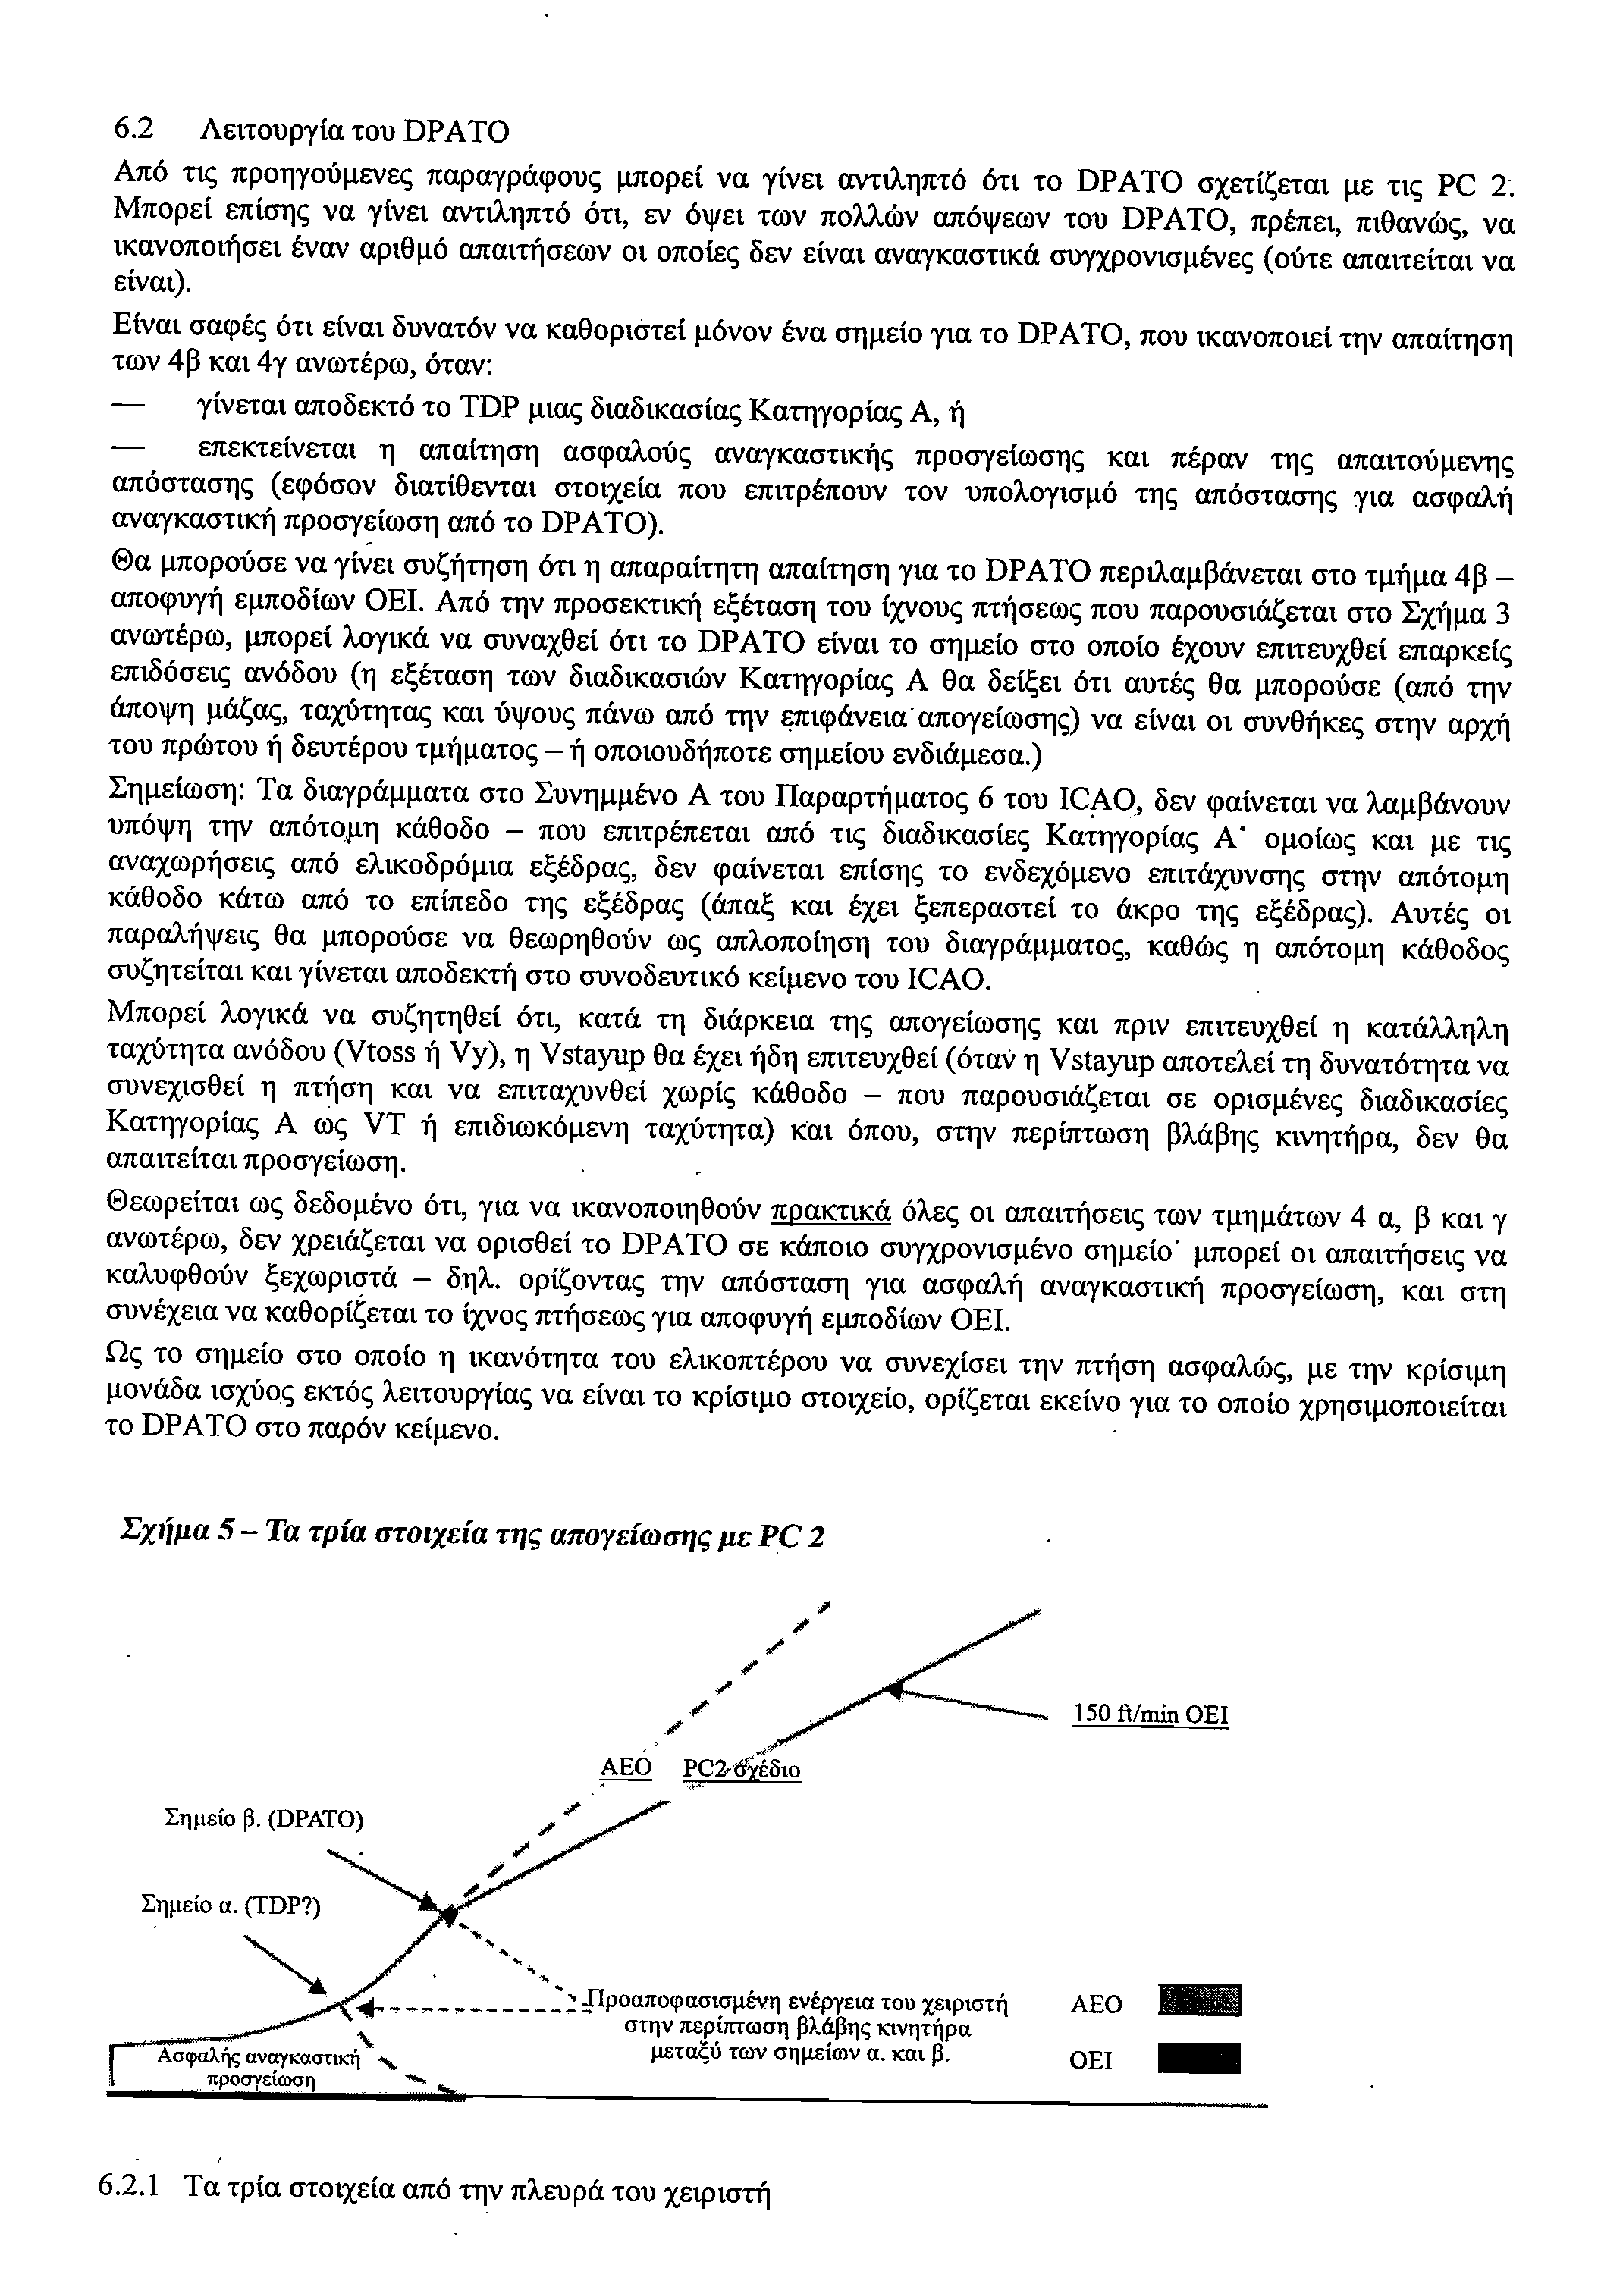 6.2 Λειτουργία του DPATO
Από τις προηγούμενες παραγράφους μπορεί να γίνει αντιληπτό ότι το DPATO σχετίζεται με τις PC 2.
Μπορεί επίσης να γίνει αντιληπτό ότι, εν όψει των πολλών απόψεων του DPATO, πρέπει, πιθανώς, να
ικανοποιήσει έναν αριθμό απαιτήσεων οι οποίες δεν είναι αναγκαστικά συγχρονισμένες (ούτε απαιτείται να
είναι).
Είναι σαφές ότι είναι δυνατόν να καθοριστεί μόνον ένα σημείο για το DPATO, που ικανοποιεί την απαίτηση
των 4β και 4γ ανωτέρω, όταν:
— γίνεται αποδεκτό το TDP μιας διαδικασίας Κατηγορίας Α, ή
— επεκτείνεται η απαίτηση ασφαλούς αναγκαστικής προσγείωσης και πέραν της απαιτούμενης
απόστασης (εφόσον διατίθενται στοιχεία που επιτρέπουν τον υπολογισμό της απόστασης για ασφαλή
αναγκαστική προσγείωση από το DPATO).
Θα μπορούσε να γίνει συζήτηση ότι η απαραίτητη απαίτηση για το DPATO περιλαμβάνεται στο τμήμα 4β –
αποφυγή εμποδίων OEI. Από την προσεκτική εξέταση του ίχνους πτήσεως που παρουσιάζεται στο Σχήμα 3
ανωτέρω, μπορεί λογικά να συναχθεί ότι το DPATO είναι το σημείο στο οποίο έχουν επιτευχθεί επαρκείς
επιδόσεις ανόδου (η εξέταση των διαδικασιών Κατηγορίας Α θα δείξει ότι αυτές θα μπορούσε (από την
άποψη μάζας, ταχύτητας και ύψους πάνω από την επιφάνεια απογείωσης) να είναι οι συνθήκες στην αρχή
του πρώτου ή δευτέρου τμήματος – ή οποιουδήποτε σημείου ενδιάμεσα.)
Σημείωση: Τα διαγράμματα στο Συνημμένο Α του Παραρτήματος 6 του ICAO, δεν φαίνεται να λαμβάνουν
υπόψη την απότομη κάθοδο – που επιτρέπεται από τις διαδικασίες Κατηγορίας Α· ομοίως και με τις
αναχωρήσεις από ελικοδρόμια εξέδρας, δεν φαίνεται επίσης το ενδεχόμενο επιτάχυνσης στην απότομη
κάθοδο κάτω από το επίπεδο της εξέδρας (άπαξ και έχει ξεπεραστεί το άκρο της εξέδρας). Αυτές οι
παραλήψεις θα μπορούσε να θεωρηθούν ως απλοποίηση του διαγράμματος, καθώς η απότομη κάθοδος
συζητείται και γίνεται αποδεκτή στο συνοδευτικό κείμενο του ICAO.
Μπορεί λογικά να συζητηθεί ότι, κατά τη διάρκεια της απογείωσης και πριν επιτευχθεί η κατάλληλη
ταχύτητα ανόδου (Vtoss ή Vy), η Vstayup θα έχει ήδη επιτευχθεί (όταν η Vstayup αποτελεί τη δυνατότητα να
συνεχισθεί η πτήση και να επιταχυνθεί χωρίς κάθοδο – που παρουσιάζεται σε ορισμένες διαδικασίες
Κατηγορίας Α ως VT ή επιδιωκόμενη ταχύτητα) και όπου, στην περίπτωση βλάβης κινητήρα, δεν θα
απαιτείται προσγείωση.
Θεωρείται ως δεδομένο ότι, για να ικανοποιηθούν πρακτικά όλες οι απαιτήσεις των τμημάτων 4 α, β και γ
ανωτέρω, δεν χρειάζεται να ορισθεί το DPATO σε κάποιο συγχρονισμένο σημείο· μπορεί οι απαιτήσεις να
καλυφθούν ξεχωριστά – δηλ. ορίζοντας την απόσταση για ασφαλή αναγκαστική προσγείωση, και στη
συνέχεια να καθορίζεται το ίχνος πτήσεως για αποφυγή εμποδίων OEI.
Ως το σημείο στο οποίο η ικανότητα του ελικοπτέρου να συνεχίσει την πτήση ασφαλώς, με την κρίσιμη
μονάδα ισχύος εκτός λειτουργίας να είναι το κρίσιμο στοιχείο, ορίζεται εκείνο για το οποίο χρησιμοποιείται
το DPATO στο παρόν κείμενο.
Σχήμα 5 – Τα τρία στοιχεία της απογείωσης με PC 2
150 ft/min OEI
AEO PC2 σχέδιο
Σημείο β. (DPATO)
Σημείο α. (TDP?)
Προαποφασισμένη ενέργεια του χειριστή
στην περίπτωση βλάβης κινητήρα
μεταξύ των σημείων α. και β.
AEO
OEI
Ασφαλής αναγκαστική
προσγείωση
6.2.1 Τα τρία στοιχεία από την πλευρά του χειριστή